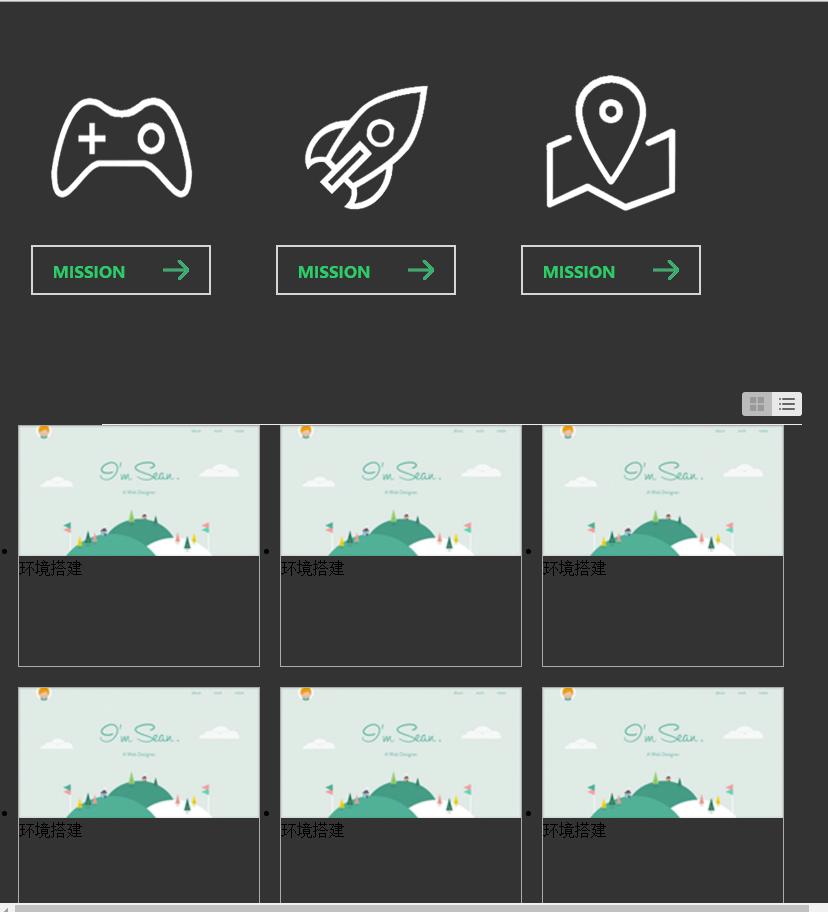 MISSION
MISSION
MISSION
I'm Sean.
A Web Designer
I'm Sean.
A Web Designer
I'm Sean.
A Web Designer
环境搭建
环境搭建
环境搭建
I'm Sean.
A Web Designer
I'm Sean.
A Web Designer
I'm Sean.
A Web Designer
环境搭建
环境搭建
环境搭建